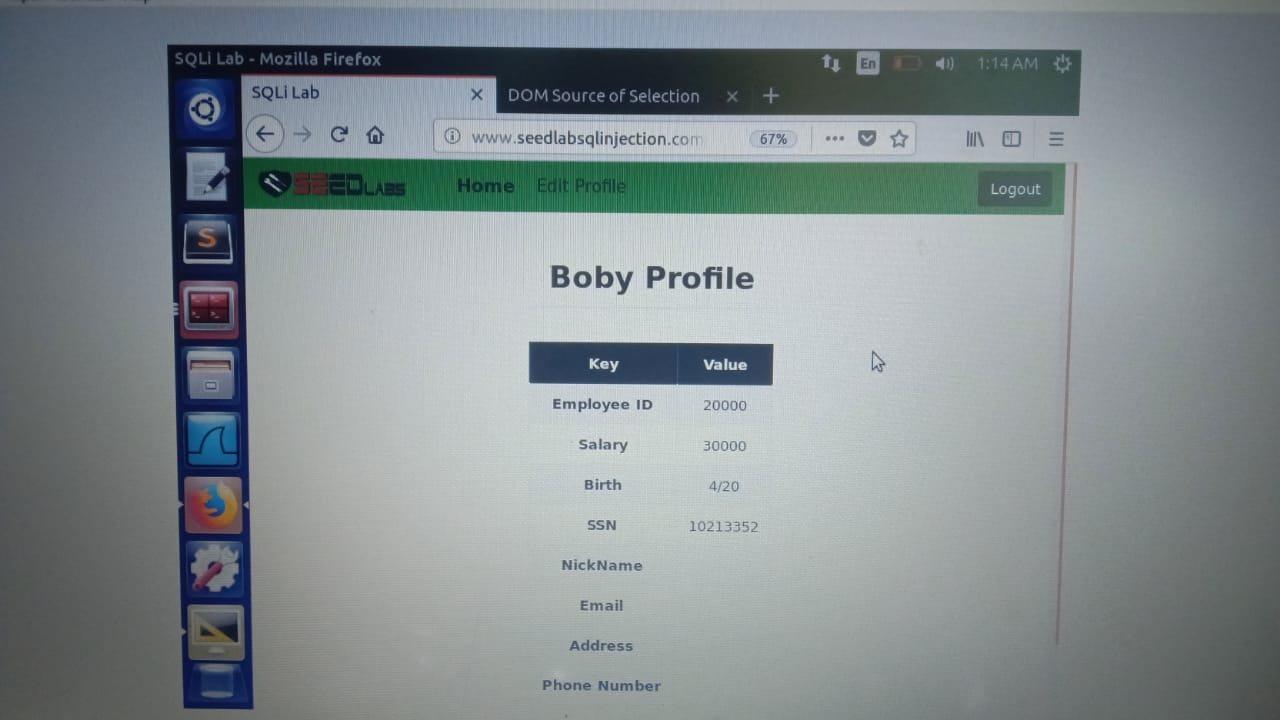 SQLi Lab - Mozilla Firefox
En
1:14 AM
SQLi Lab
DOM Source of Selection
www.seedlabsqlinjection.com
67%
SEEDLABS
Home
Edit Profile
Logout
Boby Profile
Key Value
Employee ID 20000
Salary 30000
Birth 4/20
SSN 10213352
NickName
Email
Address
Phone Number